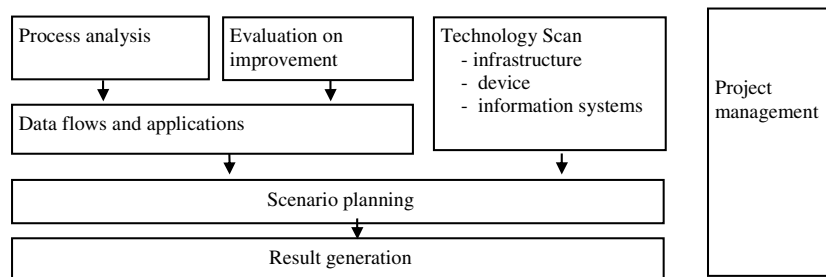 Process analysis
Evaluation on
improvement
Technology Scan
- infrastructure
- device
- information systems
Project
management
Data flows and applications
Scenario planning
Result generation